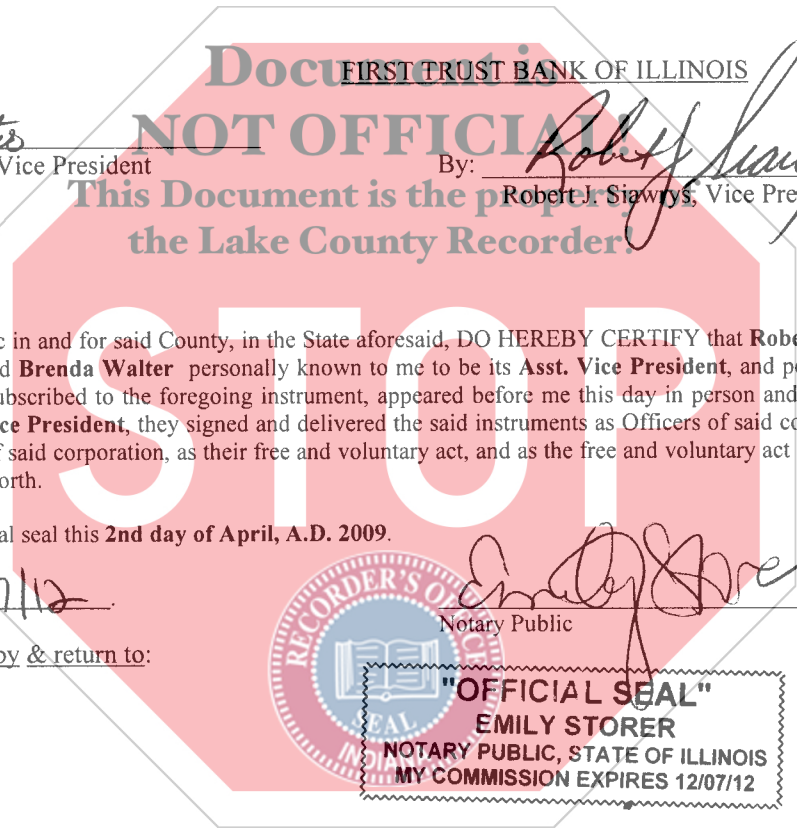 Document is
FIRST TRUST BANK OF ILLINOIS
NOT OFFICIAL!
Vice President
By:
Robert J. Siawrys, Vice Pre
This Document is the property of
the Lake County Recorder!
STOP
c in and for said County, in the State aforesaid, DO HEREBY CERTIFY that Robe
d Brenda Walter personally known to me to be its Asst. Vice President, and pe
ubscribed to the foregoing instrument, appeared before me this day in person and
ce President, they signed and delivered the said instruments as Officers of said co
f said corporation, as their free and voluntary act, and as the free and voluntary act
orth.
al seal this 2nd day of April, A.D. 2009.
7/12.
Emily Store
Notary Public
py & return to:
RECORDER'S OFFICE
SEAL
INDIANA
"OFFICIAL SEAL"
EMILY STORER
NOTARY PUBLIC, STATE OF ILLINOIS
MY COMMISSION EXPIRES 12/07/12